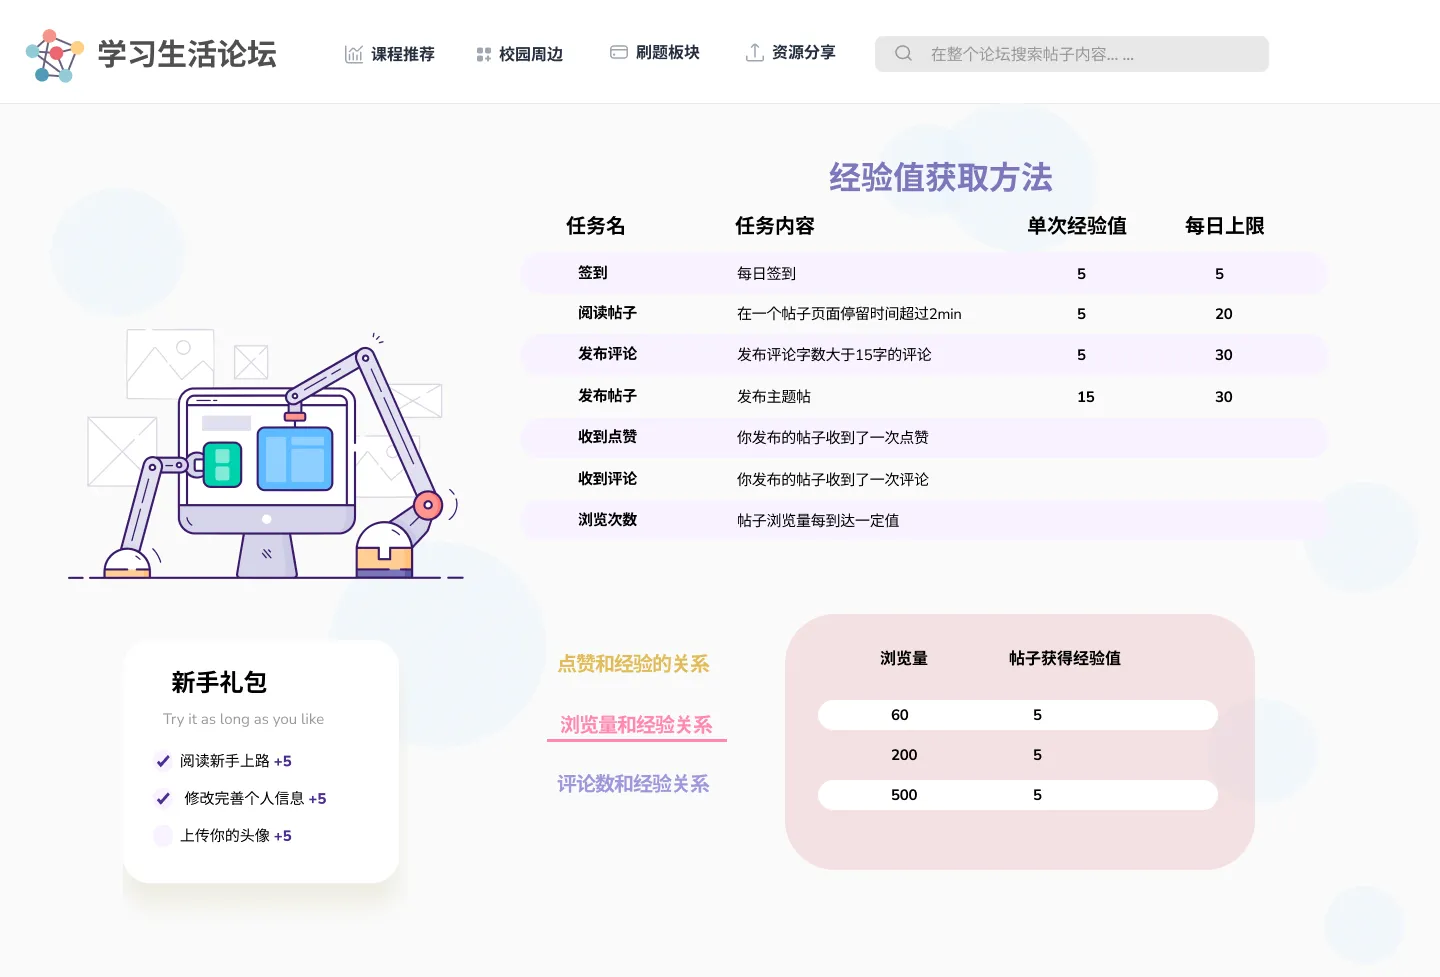 学习生活论坛 课程推荐 校园周边 刷题板块 资源分享 在整个论坛搜索帖子内容... ...
经验值获取方法
任务名 任务内容 单次经验值 每日上限
签到 每日签到 5 5
阅读帖子 在一个帖子页面停留时间超过2min 5 20
发布评论 发布评论字数大于15字的评论 5 30
发布帖子 发布主题帖 15 30
收到点赞 你发布的帖子收到了一次点赞
收到评论 你发布的帖子收到了一次评论
浏览次数 帖子浏览量每到达一定值
新手礼包
Try it as long as you like
阅读新手上路 +5
修改完善个人信息 +5
上传你的头像 +5
点赞和经验的关系
浏览量和经验关系
评论数和经验关系
浏览量 帖子获得经验值
60 5
200 5
500 5